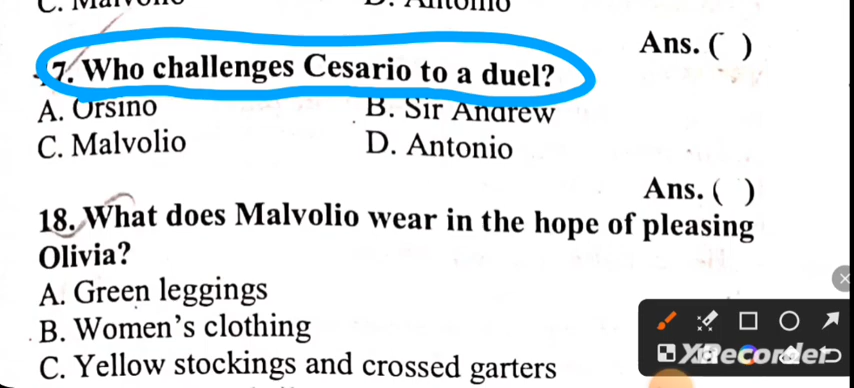 Ans. ( )
7. Who challenges Cesario to a duel?
A. Orsino B. Sir Andrew
C. Malvolio D. Antonio
Ans. ( )
18. What does Malvolio wear in the hope of pleasing
Olivia?
A. Green leggings
B. Women's clothing
C. Yellow stockings and crossed garters
XRecorder